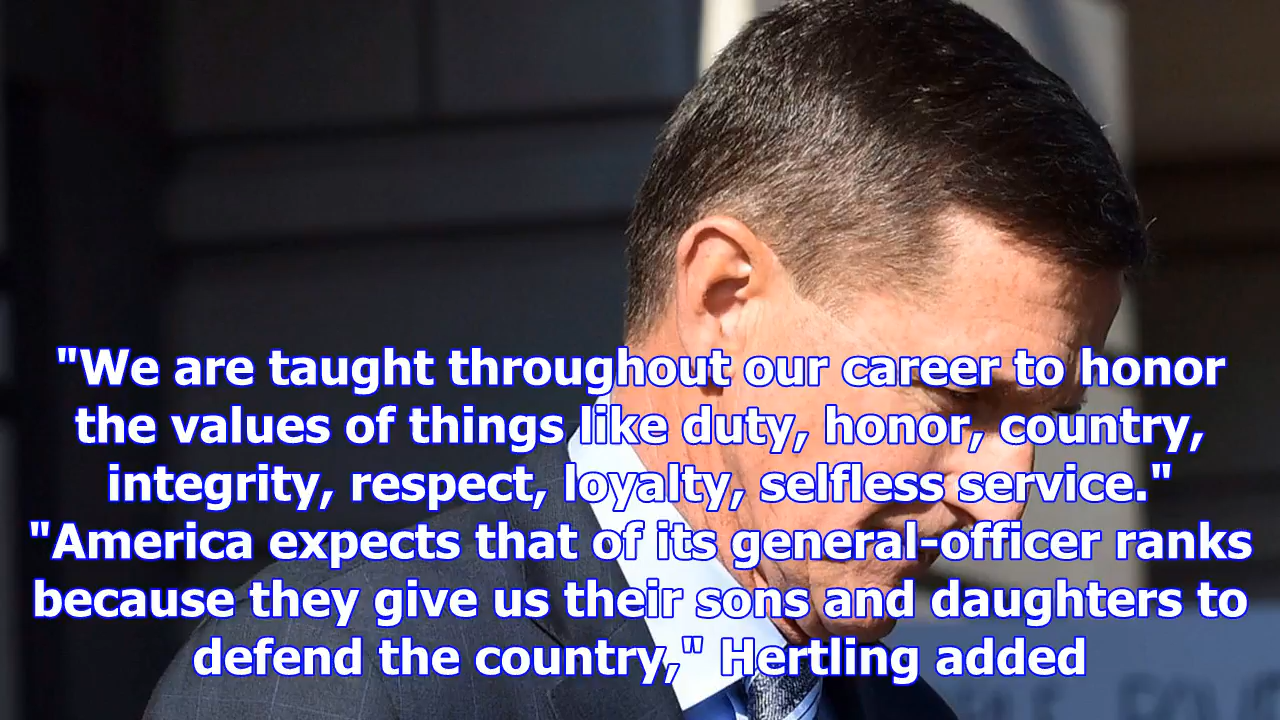 "We are taught throughout our career to honor
the values of things like duty, honor, country,
integrity, respect, loyalty, selfless service."
"America expects that of its general-officer ranks
because they give us their sons and daughters to
defend the country," Hertling added